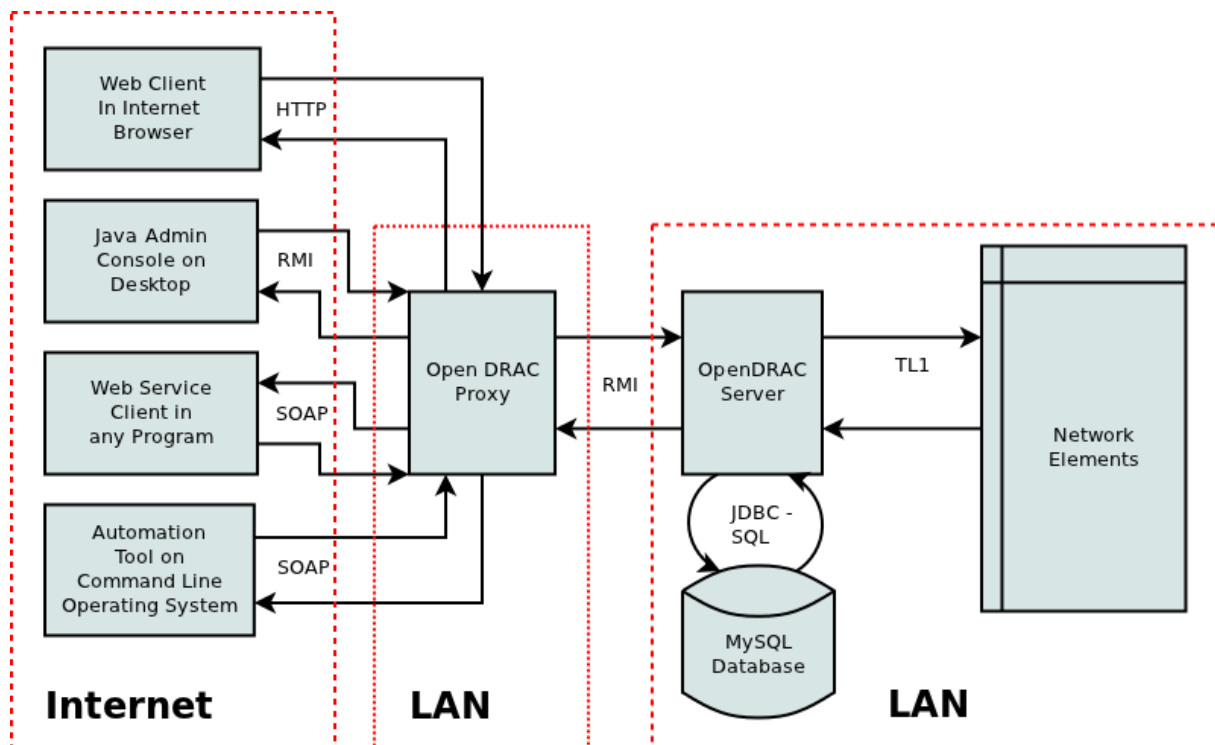 Web Client
In Internet
Browser
HTTP
Java Admin
Console on
Desktop
RMI
Web Service
Client in
any Program
SOAP
Automation
Tool on
Command Line
Operating System
SOAP
Internet
Open DRAC
Proxy
LAN
RMI
OpenDRAC
Server
TL1
Network
Elements
JDBC -
SQL
MySQL
Database
LAN